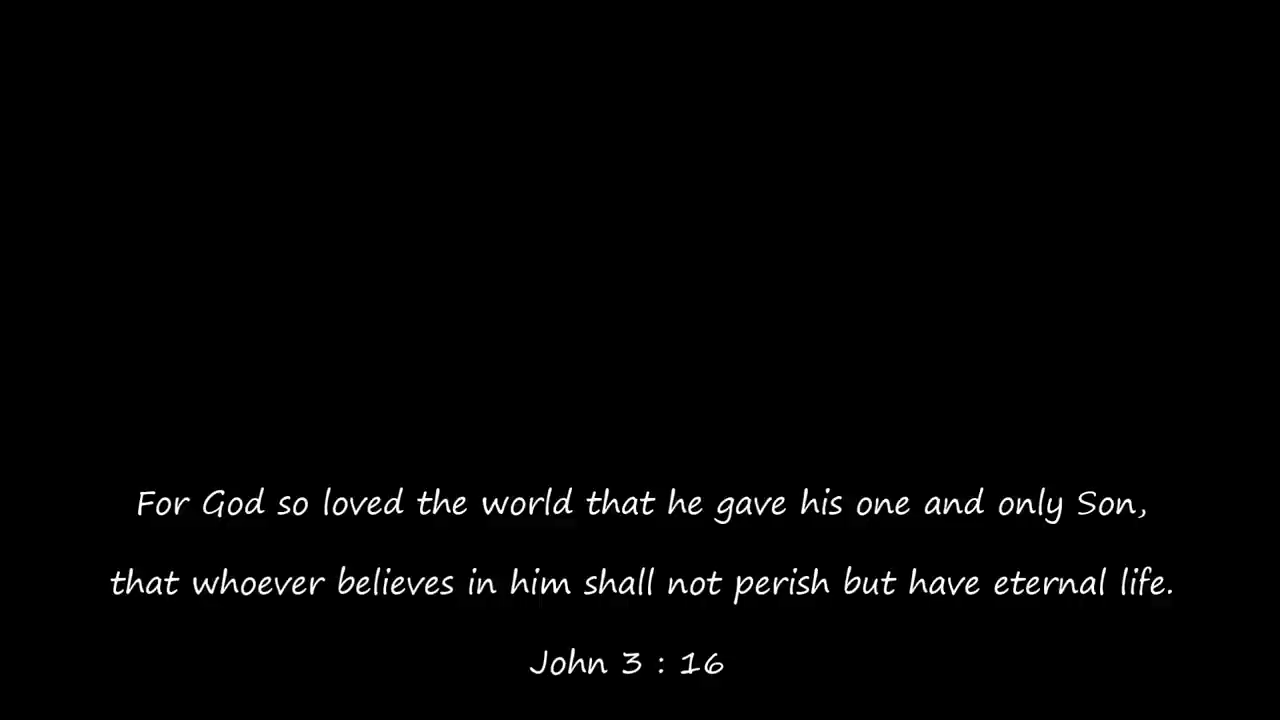 For God so loved the world that he gave his one and only Son,
that whoever believes in him shall not perish but have eternal life.
John 3 : 16